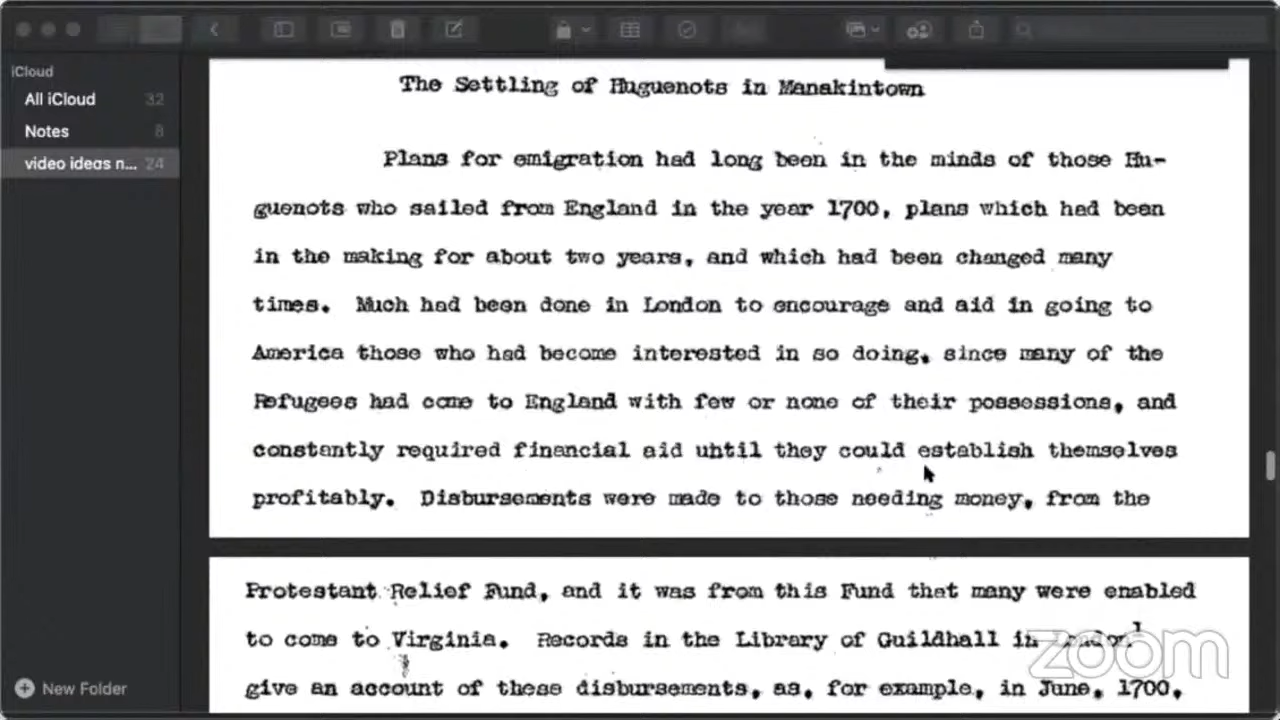 iCloud
All iCloud 32
Notes 8
video ideas n... 24
New Folder
The Settling of Huguenots in Manakintown
Plans for emigration had long been in the minds of those Hu-
guenots who sailed from England in the year 1700, plans which had been
in the making for about two years, and which had been changed many
times. Much had been done in London to encourage and aid in going to
America those who had become interested in so doing, since many of the
Refugees had come to England with few or none of their possessions, and
constantly required financial aid until they could establish themselves
profitably. Disbursements were made to those needing money, from the
Protestant Relief Fund, and it was from this Fund that many were enabled
to come to Virginia. Records in the Library of Guildhall in London1
give an account of these disbursements, as, for example, in June, 1700,
zoom